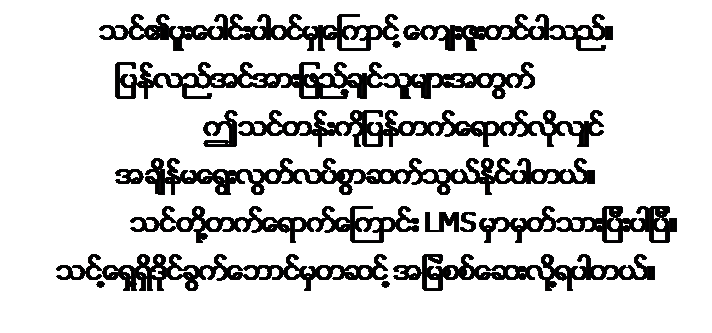 သင်၏ပူးပေါင်းပါဝင်မှုကြောင့် ကျေးဇူးတင်ပါသည်။
ပြန်လည်အင်အားဖြည့်ချင်သူများအတွက်
ဤသင်တန်းကိုပြန်တက်ရောက်လိုလျှင်
အချိန်မရွေးလွတ်လပ်စွာဆက်သွယ်နိုင်ပါတယ်။
သင်တို့တက်ရောက်ကြောင်း LMS မှာမှတ်သားပြီးပါပြီ။
သင့်ရှေ့ရှိဒိုင်ခွက်ဘောင်မှတဆင့် အမြဲစစ်ဆေးလို့ရပါတယ်။